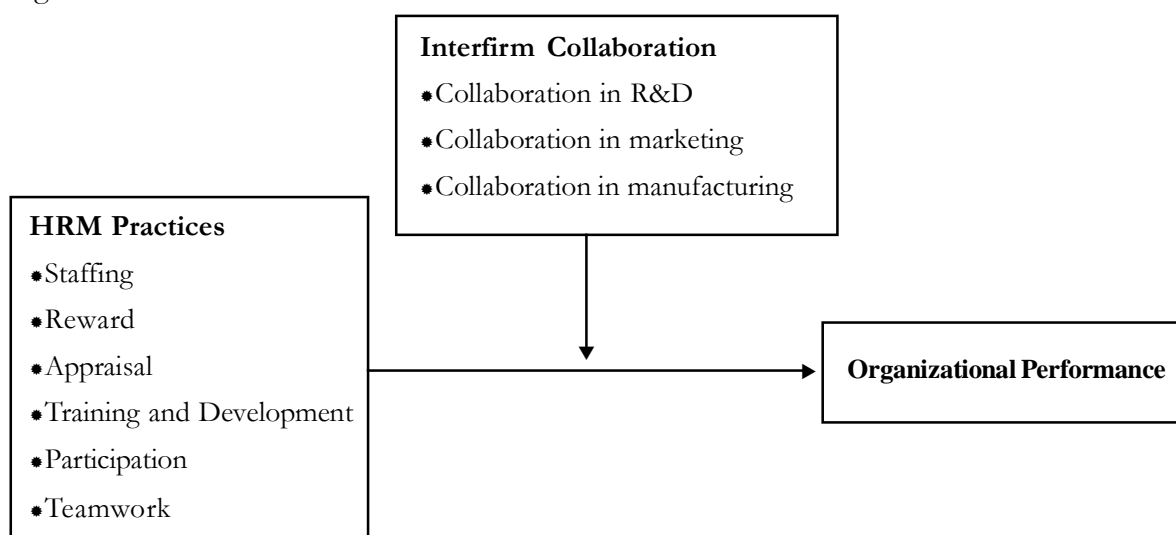 Interfirm Collaboration
•Collaboration in R&D
•Collaboration in marketing
•Collaboration in manufacturing
HRM Practices
•Staffing
•Reward
•Appraisal
•Training and Development
•Participation
•Teamwork
Organizational Performance